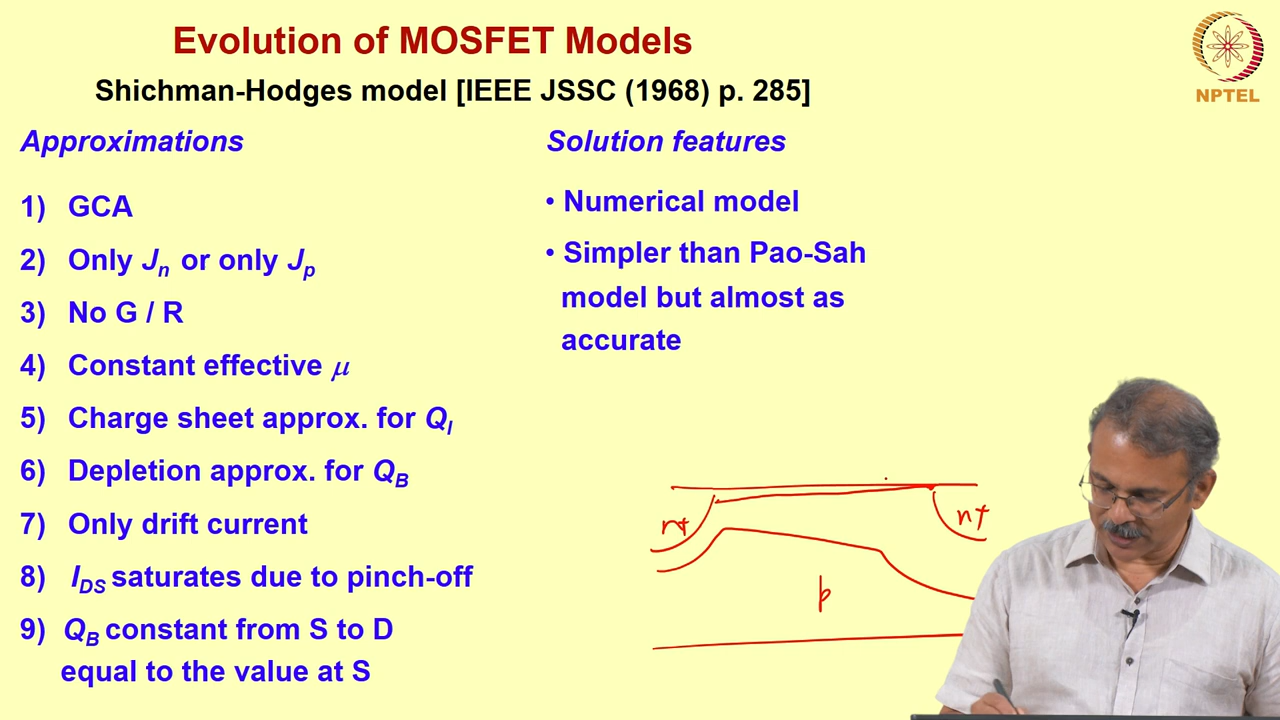 Evolution of MOSFET Models
Shichman-Hodges model [IEEE JSSC (1968) p. 285]
NPTEL
Approximations
1) GCA
2) Only Jn or only Jp
3) No G / R
4) Constant effective μ
5) Charge sheet approx. for QI
6) Depletion approx. for QB
7) Only drift current
8) IDS saturates due to pinch-off
9) QB constant from S to D
equal to the value at S
Solution features
• Numerical model
• Simpler than Pao-Sah
model but almost as
accurate
n+
n+
p